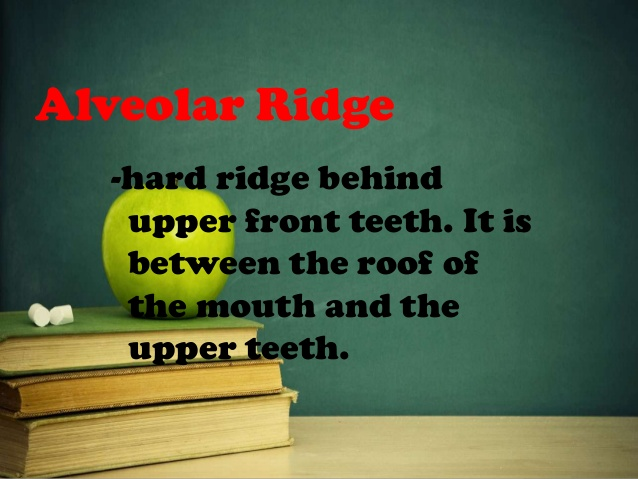 Alveolar Ridge
-hard ridge behind
upper front teeth. It is
between the roof of
the mouth and the
upper teeth.